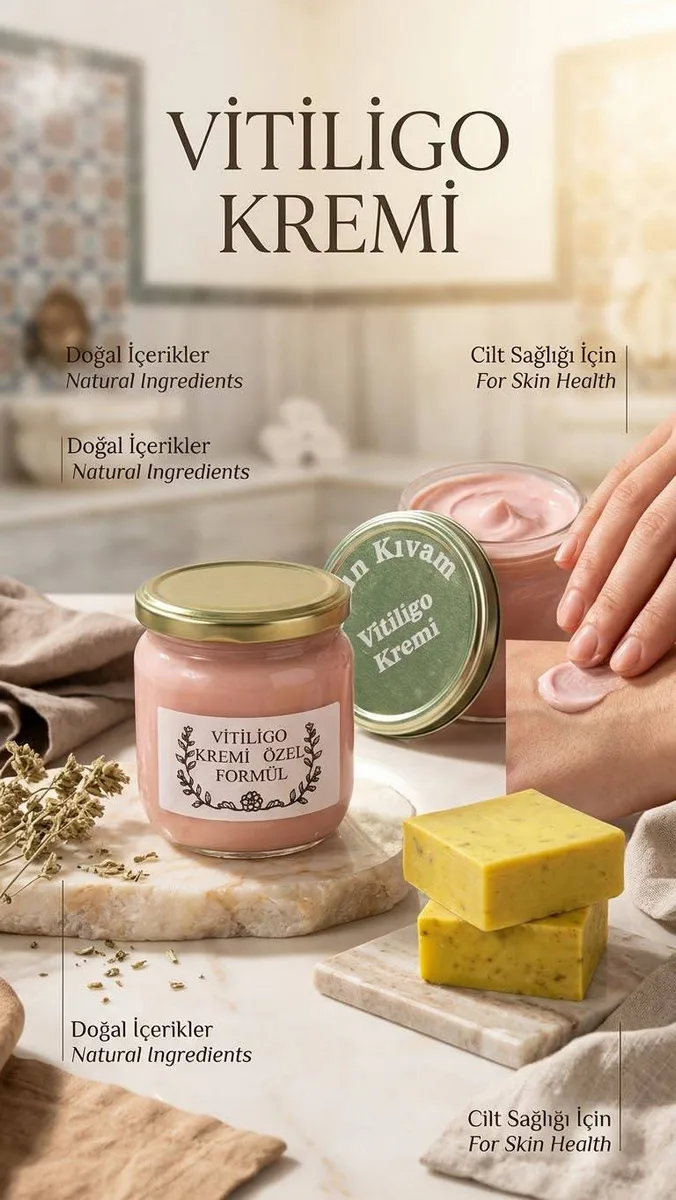 VİTİLİGO
KREMİ
Doğal İçerikler
Natural Ingredients
Cilt Sağlığı İçin
For Skin Health
Doğal İçerikler
Natural Ingredients
Kıvam
Vitiligo
Kremi
VİTİLİGO
KREMİ ÖZEL
FORMÜL
Doğal İçerikler
Natural Ingredients
Cilt Sağlığı İçin
For Skin Health